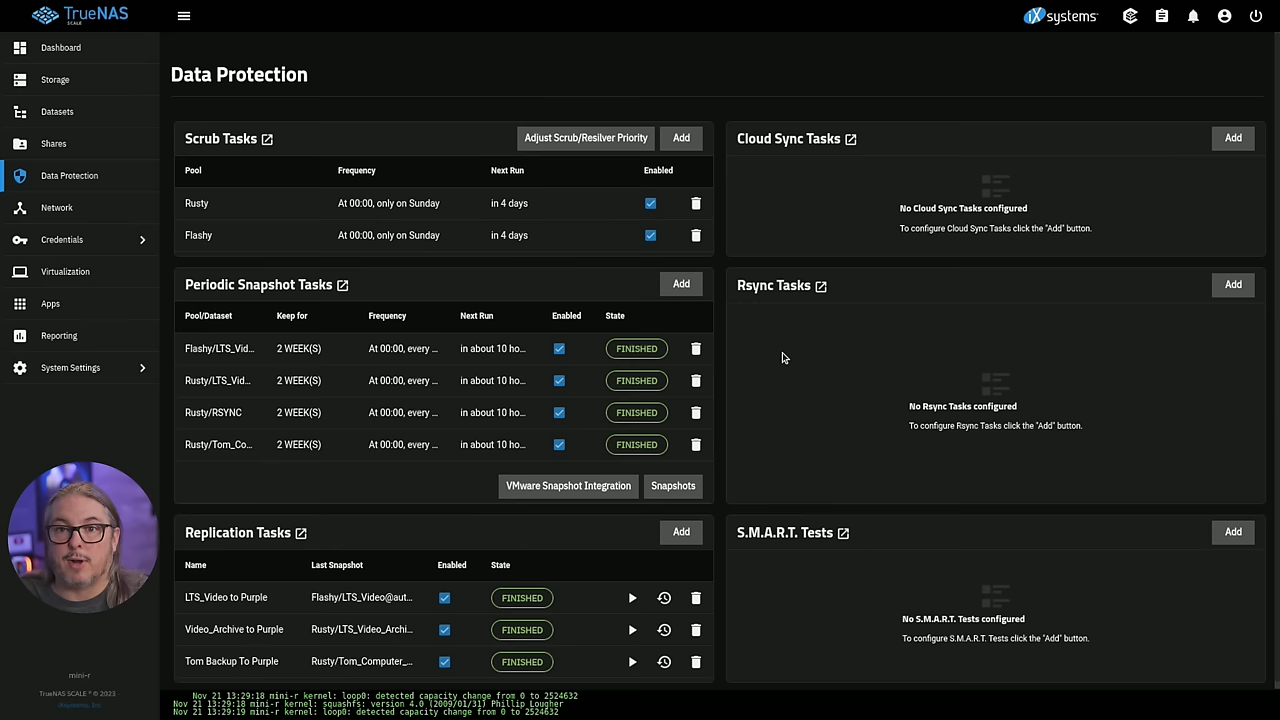 TrueNAS
SCALE
iXsystems
Dashboard
Storage
Datasets
Shares
Data Protection
Network
Credentials
Virtualization
Apps
Reporting
System Settings
mini-r
TrueNAS SCALE ® © 2023
iXsystems, Inc
Data Protection
Scrub Tasks
Adjust Scrub/Resilver Priority
Add
Pool Frequency Next Run Enabled
Rusty At 00:00, only on Sunday in 4 days
Flashy At 00:00, only on Sunday in 4 days
Cloud Sync Tasks
Add
No Cloud Sync Tasks configured
To configure Cloud Sync Tasks click the "Add" button.
Periodic Snapshot Tasks
Add
Pool/Dataset Keep for Frequency Next Run Enabled State
Flashy/LTS_Vid... 2 WEEK(S) At 00:00, every ... in about 10 ho... FINISHED
Rusty/LTS_Vid... 2 WEEK(S) At 00:00, every ... in about 10 ho... FINISHED
Rusty/RSYNC 2 WEEK(S) At 00:00, every ... in about 10 ho... FINISHED
Rusty/Tom_Co... 2 WEEK(S) At 00:00, every ... in about 10 ho... FINISHED
VMware Snapshot Integration
Snapshots
Rsync Tasks
Add
No Rsync Tasks configured
To configure Rsync Tasks click the "Add" button.
Replication Tasks
Add
Name Last Snapshot Enabled State
LTS_Video to Purple Flashy/LTS_Video@aut... FINISHED
Video_Archive to Purple Rusty/LTS_Video_Archi... FINISHED
Tom Backup To Purple Rusty/Tom_Computer_... FINISHED
S.M.A.R.T. Tests
Add
No S.M.A.R.T. Tests configured
To configure S.M.A.R.T. Tests click the "Add" button.
Nov 21 13:29:18 mini-r kernel: loop0: detected capacity change from 0 to 2524632
Nov 21 13:29:18 mini-r kernel: squashfs: version 4.0 (2009/01/31) Phillip Lougher
Nov 21 13:29:19 mini-r kernel: loop0: detected capacity change from 0 to 2524632